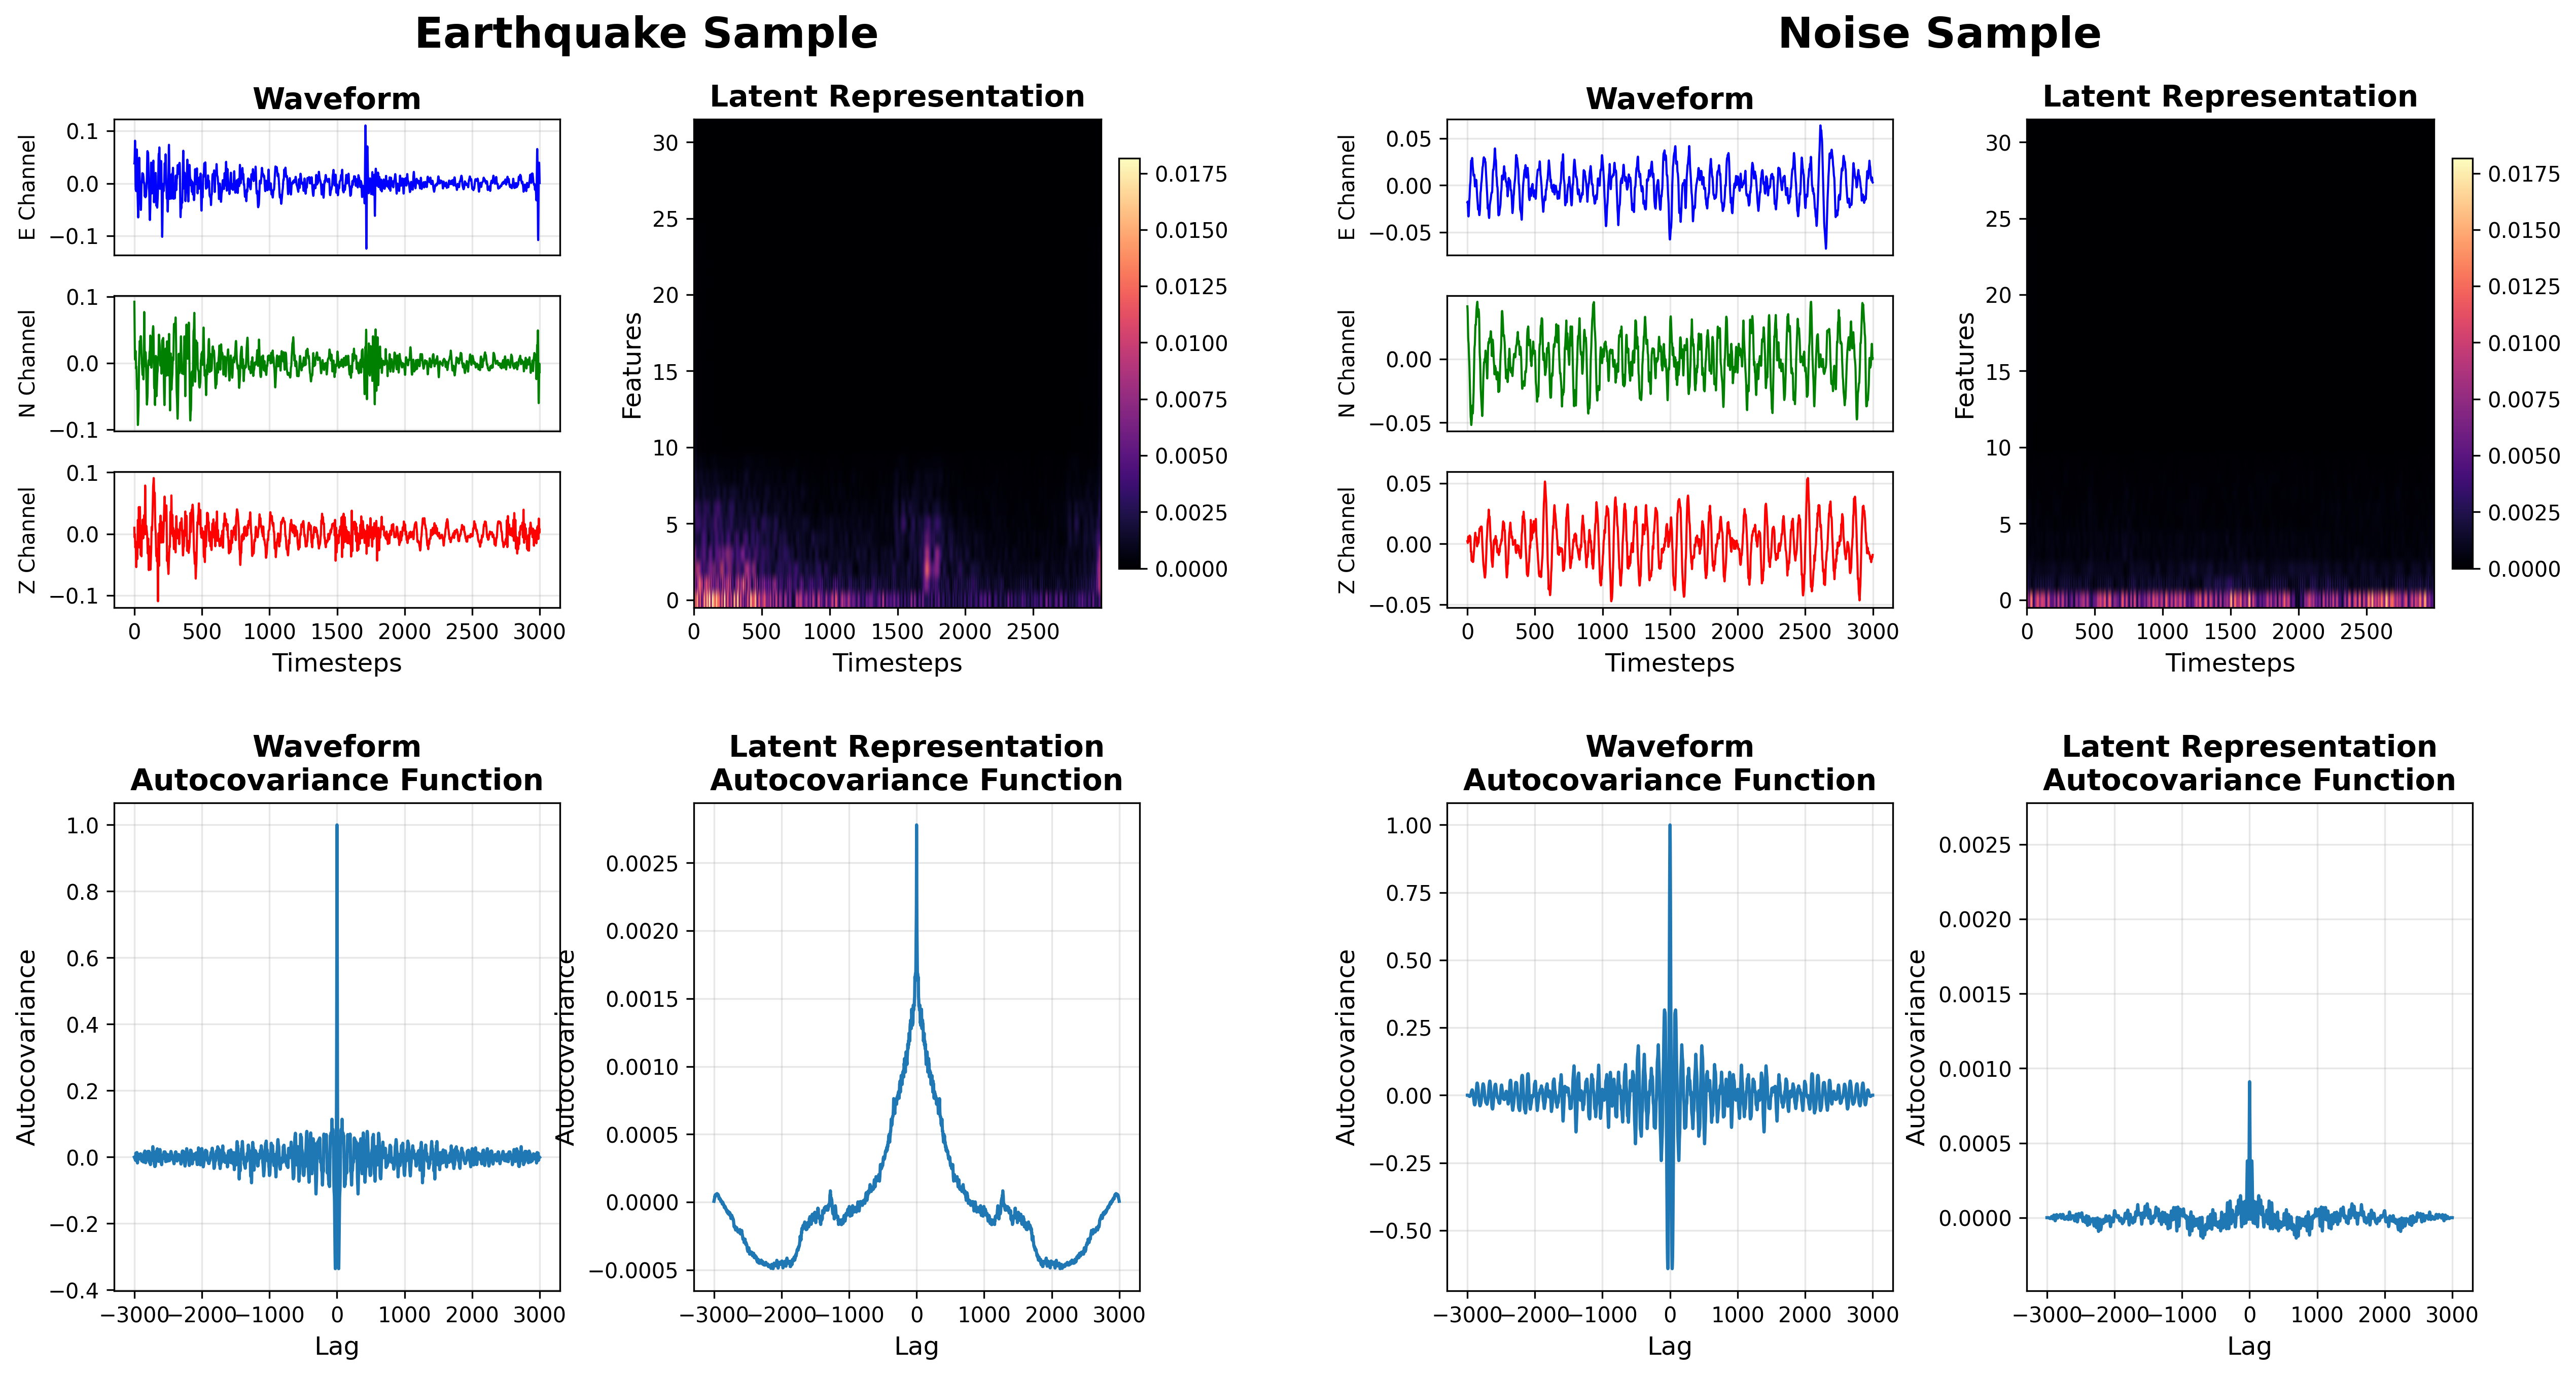 Earthquake Sample
Noise Sample
Waveform
Latent Representation
Waveform
Latent Representation
E Channel
0.1
0.0
−0.1
N Channel
0.1
0.0
−0.1
Z Channel
0.1
0.0
−0.1
0 500 1000 1500 2000 2500 3000
Timesteps
Features
30
25
20
15
10
5
0
0 500 1000 1500 2000 2500
Timesteps
0.0175
0.0150
0.0125
0.0100
0.0075
0.0050
0.0025
0.0000
E Channel
0.05
0.00
−0.05
N Channel
0.00
−0.05
Z Channel
0.05
0.00
−0.05
0 500 1000 1500 2000 2500 3000
Timesteps
Features
30
25
20
15
10
5
0
0 500 1000 1500 2000 2500
Timesteps
0.0175
0.0150
0.0125
0.0100
0.0075
0.0050
0.0025
0.0000
Waveform
Autocovariance Function
Autocovariance
1.0
0.8
0.6
0.4
0.2
0.0
−0.2
−0.4
−3000 −2000 −1000 0 1000 2000 3000
Lag
Latent Representation
Autocovariance Function
Autocovariance
0.0025
0.0020
0.0015
0.0010
0.0005
0.0000
−0.0005
−3000 −2000 −1000 0 1000 2000 3000
Lag
Waveform
Autocovariance Function
Autocovariance
1.00
0.75
0.50
0.25
0.00
−0.25
−0.50
−3000 −2000 −1000 0 1000 2000 3000
Lag
Latent Representation
Autocovariance Function
Autocovariance
0.0025
0.0020
0.0015
0.0010
0.0005
0.0000
−3000 −2000 −1000 0 1000 2000 3000
Lag